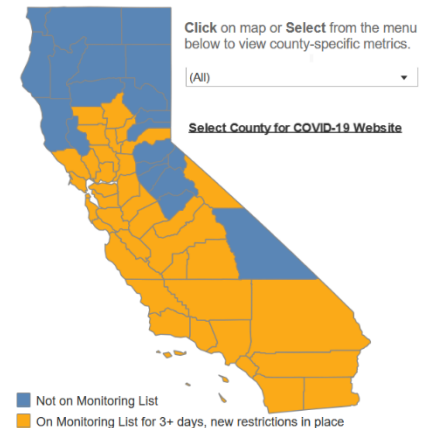 Click on map or Select from the menu
below to view county-specific metrics.
(All)
Select County for COVID-19 Website
Not on Monitoring List
On Monitoring List for 3+ days, new restrictions in place